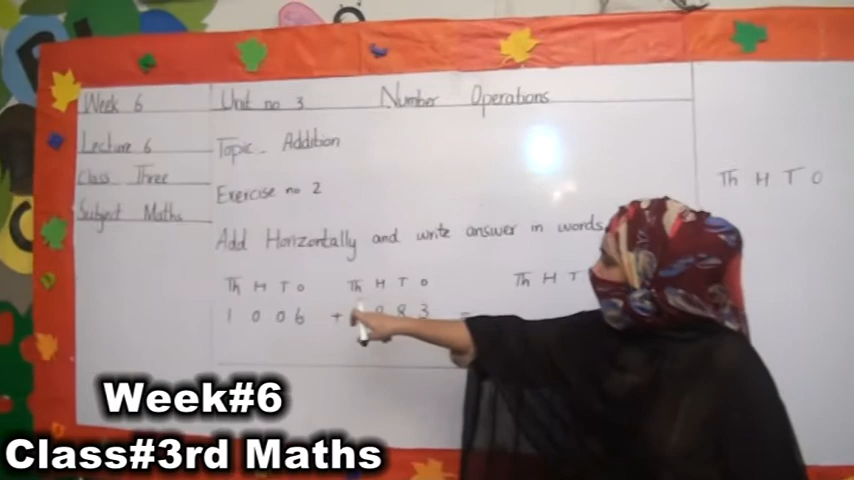 Week 6
Unit no 3 Number Operations
Lecture 6
Topic - Addition
Class Three
Exercise no 2
Subject Maths
Add Horizontally and write answer in words.
Th H T O Th H T O Th H T
1 0 0 6 + 8 3 =
Th H T O
Week#6
Class#3rd Maths